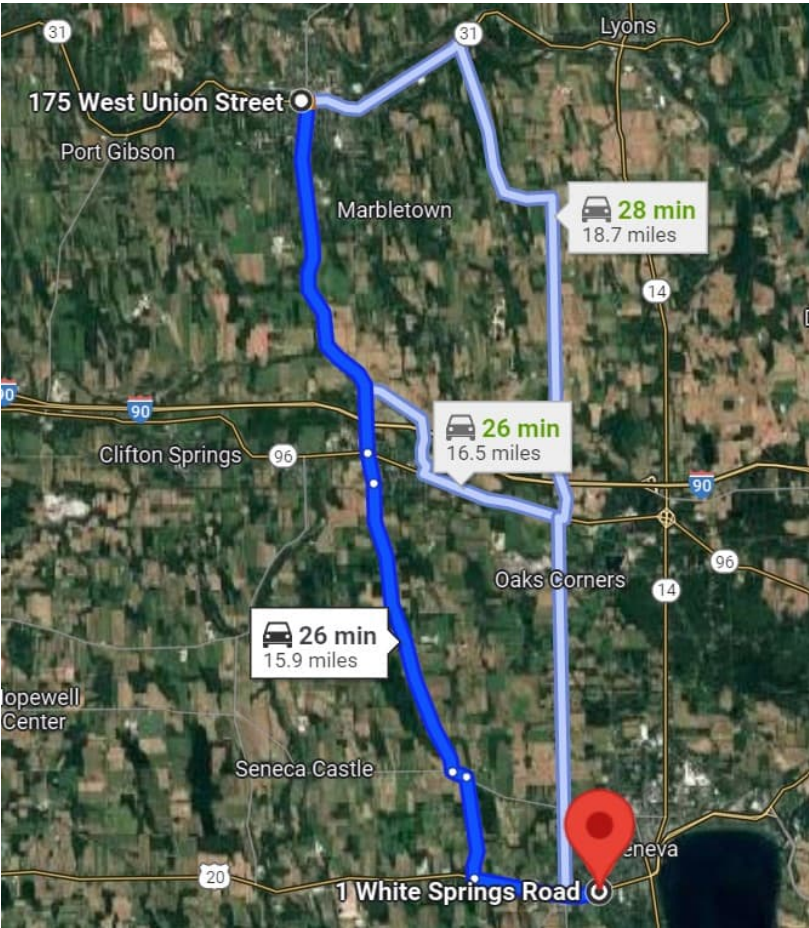 31
31
Lyons
175 West Union Street
Port Gibson
Marbletown
28 min
18.7 miles
14
90
90
26 min
16.5 miles
Clifton Springs
96
90
96
Oaks Corners
14
26 min
15.9 miles
Hopewell
Center
Seneca Castle
20
eneva
1 White Springs Road